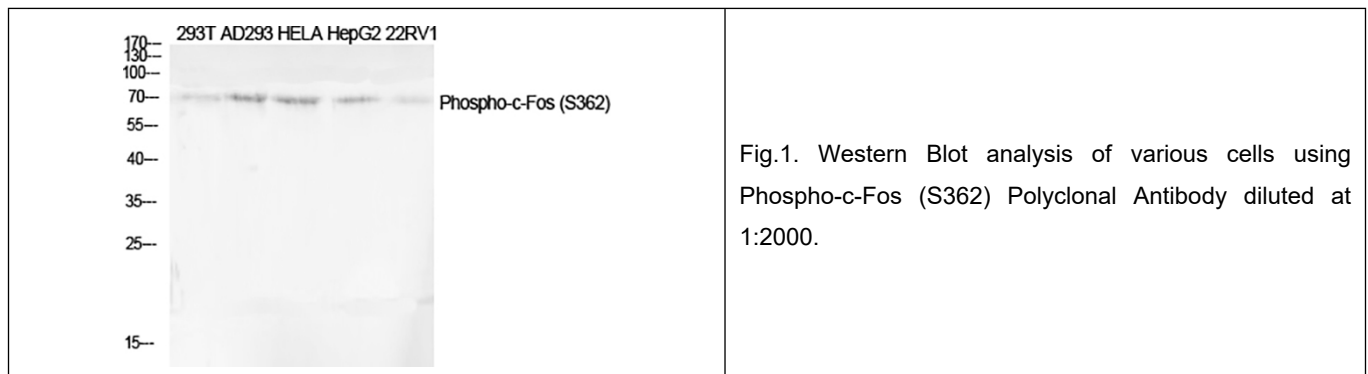 293T AD293 HELA HepG2 22RV1
170---
130---
100---
70---
Phospho-c-Fos (S362)
55---
40---
35---
25---
15---
Fig.1. Western Blot analysis of various cells using
Phospho-c-Fos (S362) Polyclonal Antibody diluted at
1:2000.